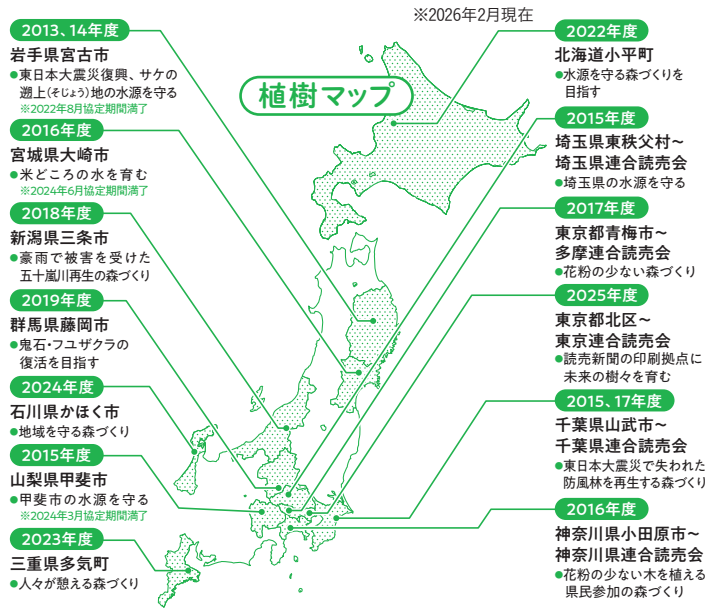 ※2026年2月現在
植樹マップ
2013、14年度
岩手県宮古市
●東日本大震災復興、サケの
遡上(そじょう)地の水源を守る
※2022年8月協定期間満了
2016年度
宮城県大崎市
●米どころの水を育む
※2024年6月協定期間満了
2018年度
新潟県三条市
●豪雨で被害を受けた
五十嵐川再生の森づくり
2019年度
群馬県藤岡市
●鬼石・フユザクラの
復活を目指す
2024年度
石川県かほく市
●地域を守る森づくり
2015年度
山梨県甲斐市
●甲斐市の水源を守る
※2024年3月協定期間満了
2023年度
三重県多気町
●人々が憩える森づくり
2022年度
北海道小平町
●水源を守る森づくりを
目指す
2015年度
埼玉県東秩父村~
埼玉県連合読売会
●埼玉県の水源を守る
2017年度
東京都青梅市~
多摩連合読売会
●花粉の少ない森づくり
2025年度
東京都北区~
東京連合読売会
●読売新聞の印刷拠点に
未来の樹々を育む
2015、17年度
千葉県山武市~
千葉県連合読売会
●東日本大震災で失われた
防風林を再生する森づくり
2016年度
神奈川県小田原市~
神奈川県連合読売会
●花粉の少ない木を植える
県民参加の森づくり